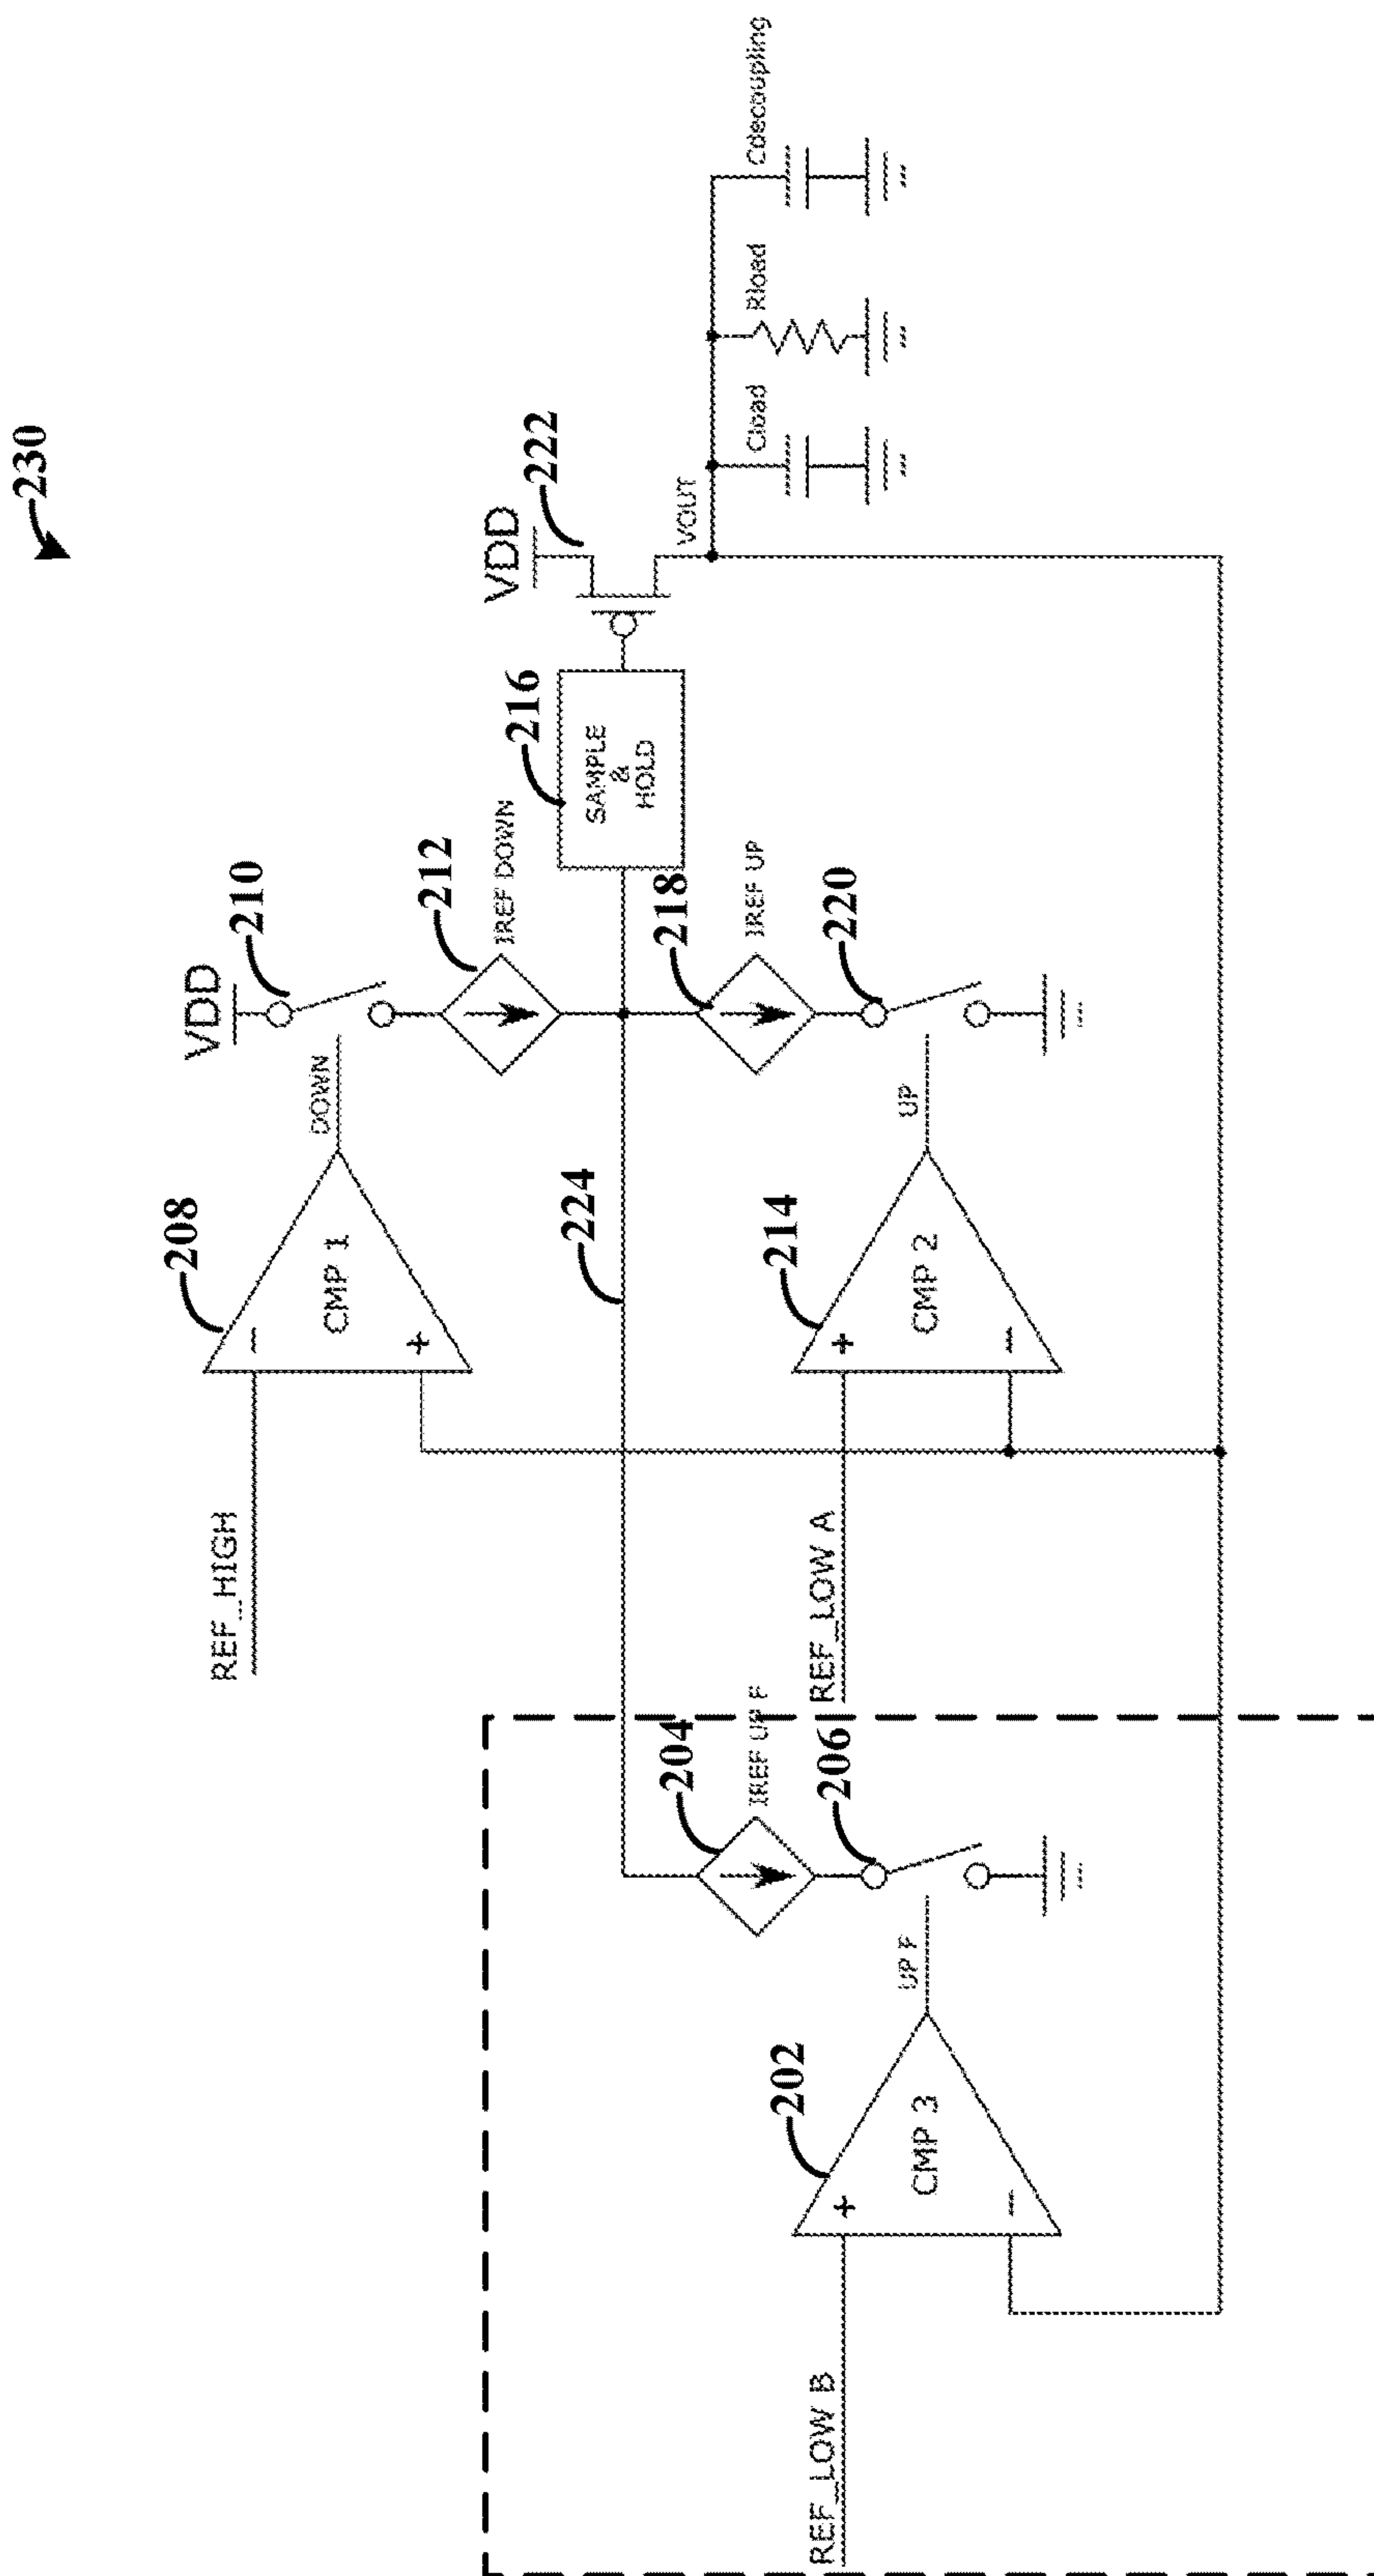 230
REF_HIGH
208
CMP 1
-
+
DOWN
VDD
210
212
IREF DOWN
224
216
SAMPLE
&
HOLD
VDD
222
VOUT
Cload
Rload
Cdecoupling
218
IREF UP
REF_LOW A
214
CMP 2
+
-
UP
220
204
IREF UP F
206
REF_LOW B
202
CMP 3
+
-
UP F